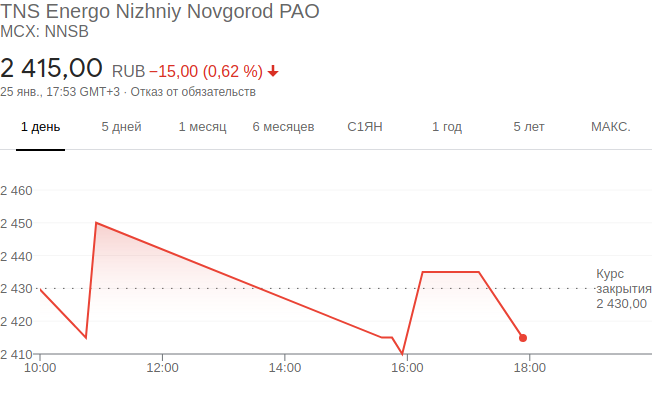 TNS Energo Nizhniy Novgorod PAO
MCX: NNSB
2 415,00 RUB −15,00 (0,62 %)
25 янв., 17:53 GMT+3 · Отказ от обязательств
1 день 5 дней 1 месяц 6 месяцев С1ЯН 1 год 5 лет МАКС.
2 460
2 450
2 440
Курс
2 430 закрытия
2 430,00
2 420
2 410
10:00 12:00 14:00 16:00 18:00